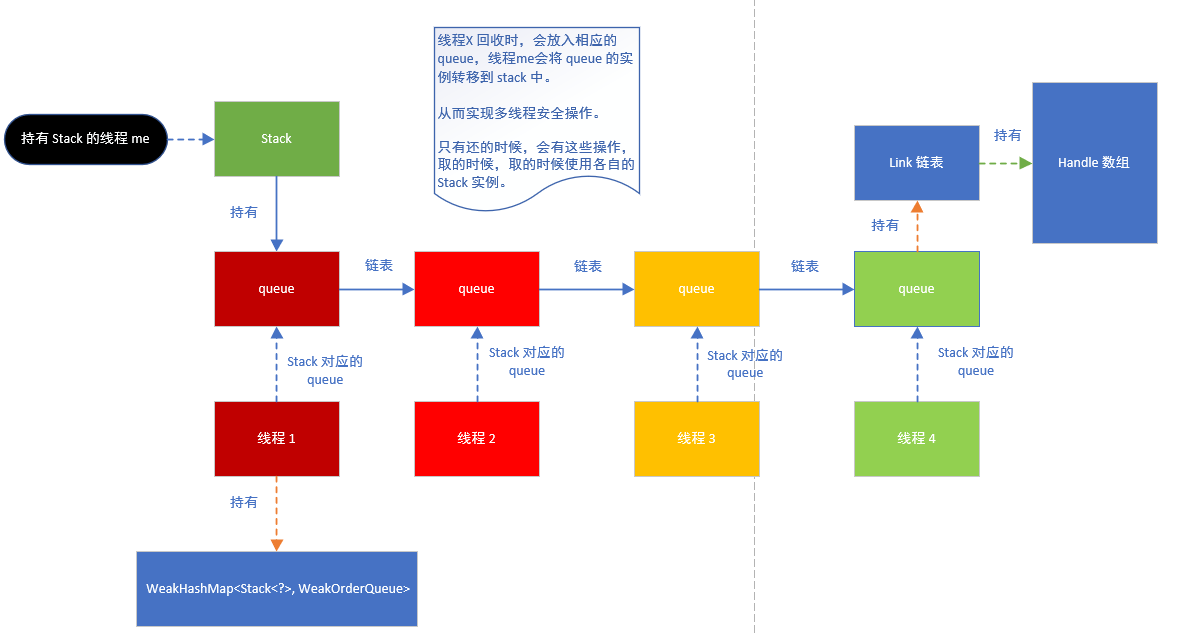 线程X 回收时，会放入相应的
queue，线程me会将 queue 的实
例转移到 stack 中。
从而实现多线程安全操作。
只有还的时候，会有这些操作，
取的时候，取的时候使用各自的
Stack 实例。
持有 Stack 的线程 me
Stack
Link 链表
持有
Handle 数组
持有
持有
queue
链表
queue
链表
queue
链表
queue
Stack 对应的
queue
Stack 对应的
queue
Stack 对应的
queue
Stack 对应的
queue
线程 1
线程 2
线程 3
线程 4
持有
WeakHashMap<Stack<?>, WeakOrderQueue>